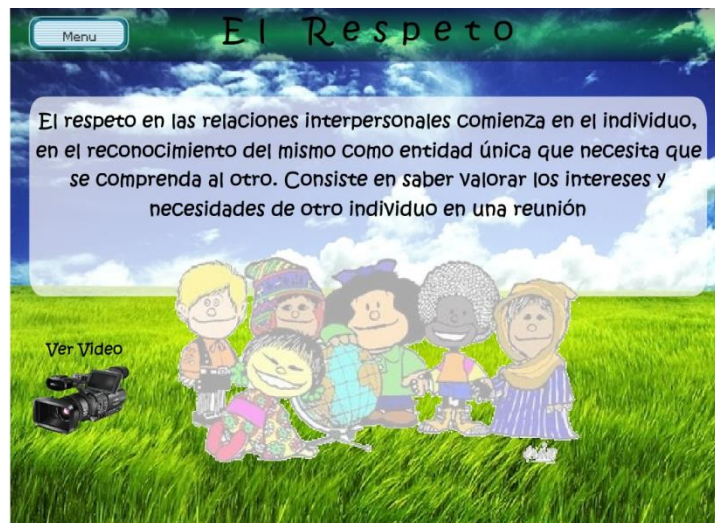 Menu
El Respeto
El respeto en las relaciones interpersonales comienza en el individuo,
en el reconocimiento del mismo como entidad única que necesita que
se comprenda al otro. Consiste en saber valorar los intereses y
necesidades de otro individuo en una reunión
Ver Video